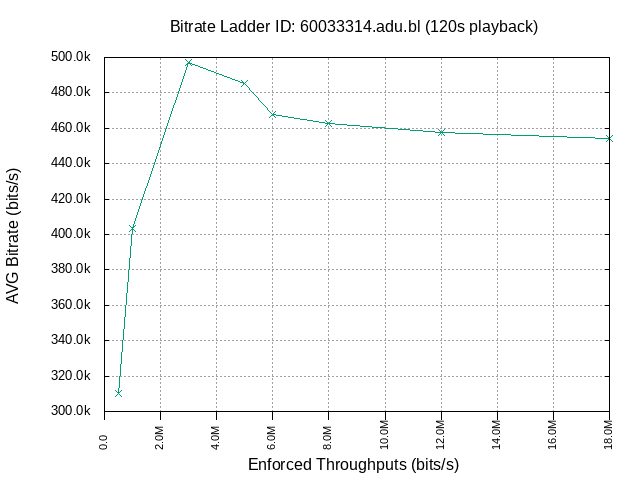 Bitrate Ladder ID: 60033314.adu.bl (120s playback)
500.0k
480.0k
460.0k
440.0k
420.0k
400.0k
380.0k
360.0k
340.0k
320.0k
300.0k
AVG Bitrate (bits/s)
0.0
2.0M
4.0M
6.0M
8.0M
10.0M
12.0M
14.0M
16.0M
18.0M
Enforced Throughputs (bits/s)